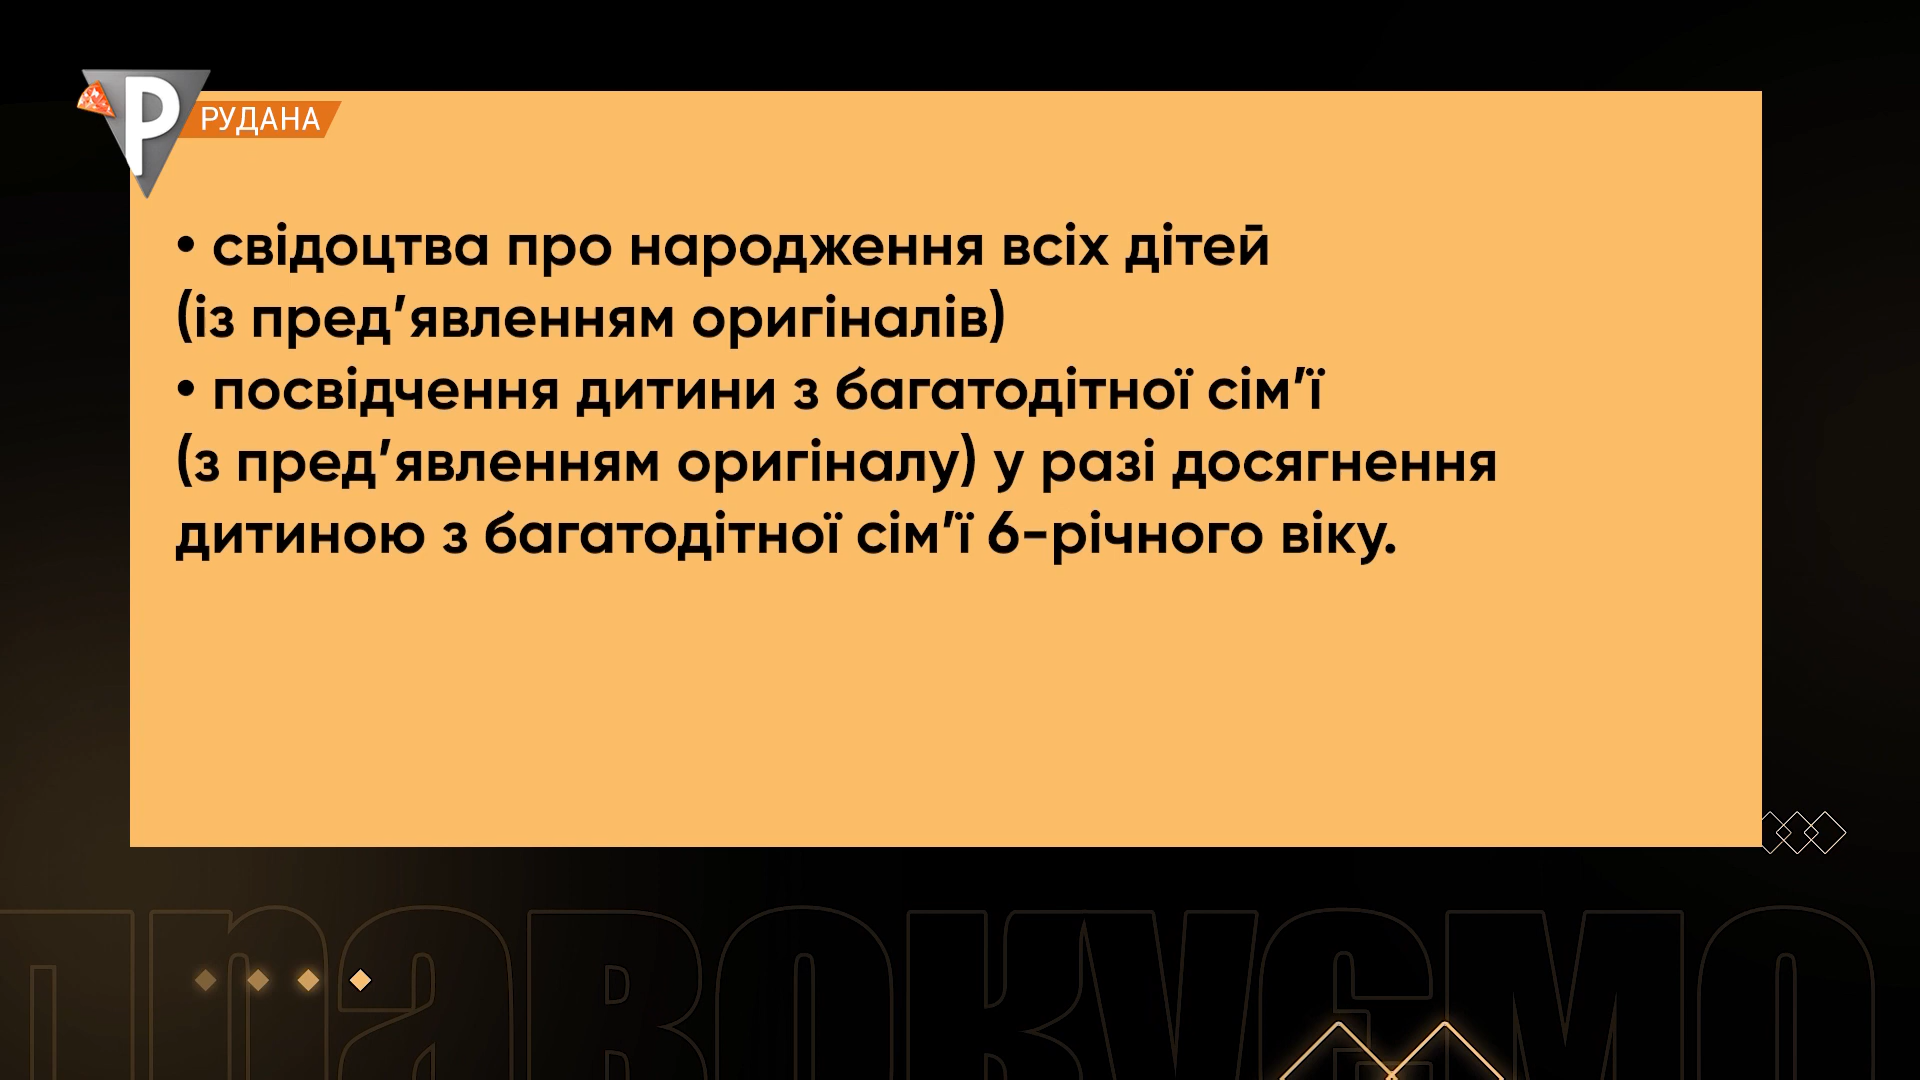 Р
РУДАНА
• свідоцтва про народження всіх дітей
(із пред’явленням оригіналів)
• посвідчення дитини з багатодітної сім’ї
(з пред’явленням оригіналу) у разі досягнення
дитиною з багатодітної сім’ї 6-річного віку.
правокуємо